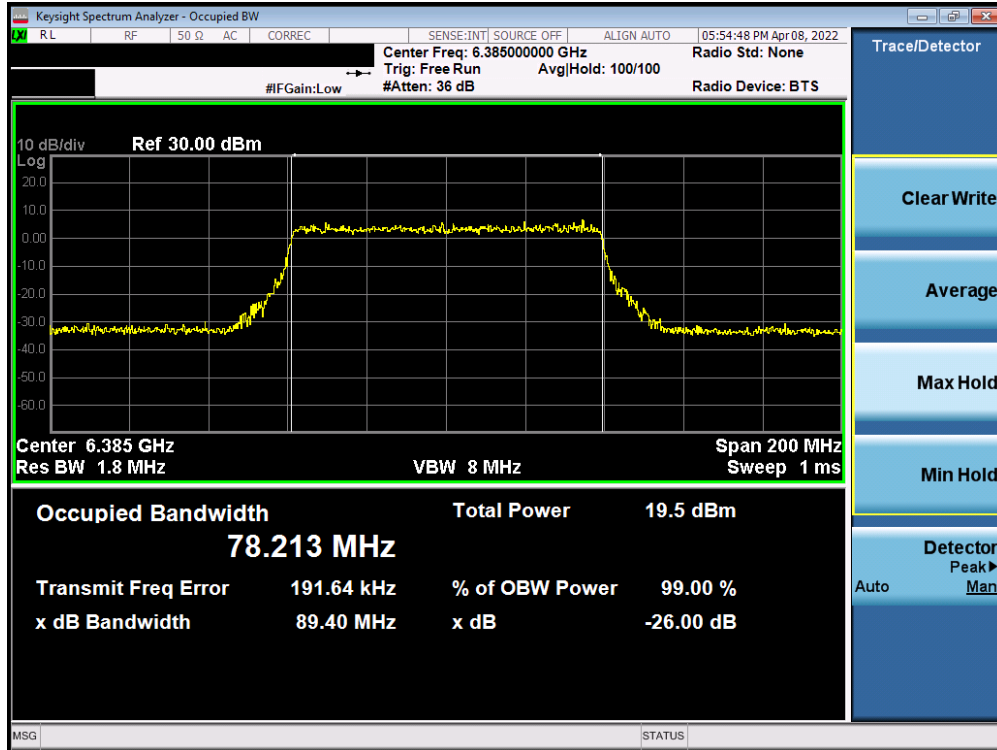 Keysight Spectrum Analyzer - Occupied BW
LXI RL RF 50 Ω AC CORREC SENSE:INT SOURCE OFF ALIGN AUTO 05:54:48 PM Apr 08, 2022
Center Freq: 6.385000000 GHz Radio Std: None
Trig: Free Run Avg|Hold: 100/100
#IFGain:Low #Atten: 36 dB Radio Device: BTS
Trace/Detector
10 dB/div Ref 30.00 dBm
Log
20.0
10.0
0.00
-10.0
-20.0
-30.0
-40.0
-50.0
-60.0
Center 6.385 GHz Span 200 MHz
Res BW 1.8 MHz VBW 8 MHz Sweep 1 ms
Occupied Bandwidth Total Power 19.5 dBm
78.213 MHz
Transmit Freq Error 191.64 kHz % of OBW Power 99.00 %
x dB Bandwidth 89.40 MHz x dB -26.00 dB
Clear Write
Average
Max Hold
Min Hold
Detector
Peak▶
Auto Man
MSG STATUS